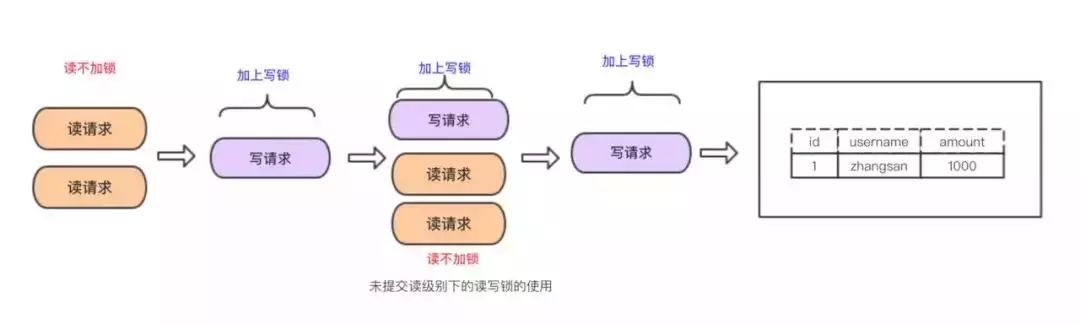 读不加锁
读请求
读请求
加上写锁
写请求
加上写锁
写请求
读请求
读请求
读不加锁
加上写锁
写请求
id username amount
1 zhangsan 1000
未提交读级别下的读写锁的使用